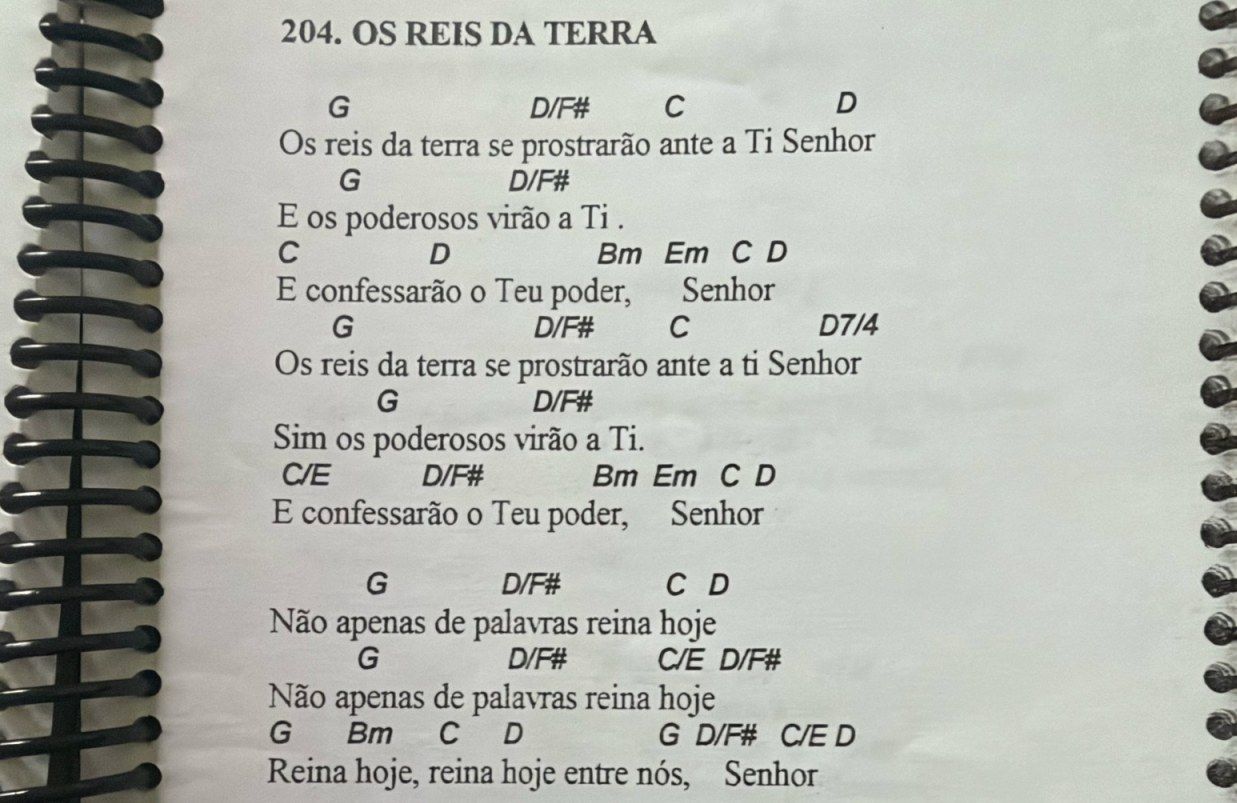 204. OS REIS DA TERRA
G D/F# C D
Os reis da terra se prostrarão ante a Ti Senhor
G D/F#
E os poderosos virão a Ti .
C D Bm Em C D
E confessarão o Teu poder, Senhor
G D/F# C D7/4
Os reis da terra se prostrarão ante a ti Senhor
G D/F#
Sim os poderosos virão a Ti.
C/E D/F# Bm Em C D
E confessarão o Teu poder, Senhor
G D/F# C D
Não apenas de palavras reina hoje
G D/F# C/E D/F#
Não apenas de palavras reina hoje
G Bm C D G D/F# C/E D
Reina hoje, reina hoje entre nós, Senhor